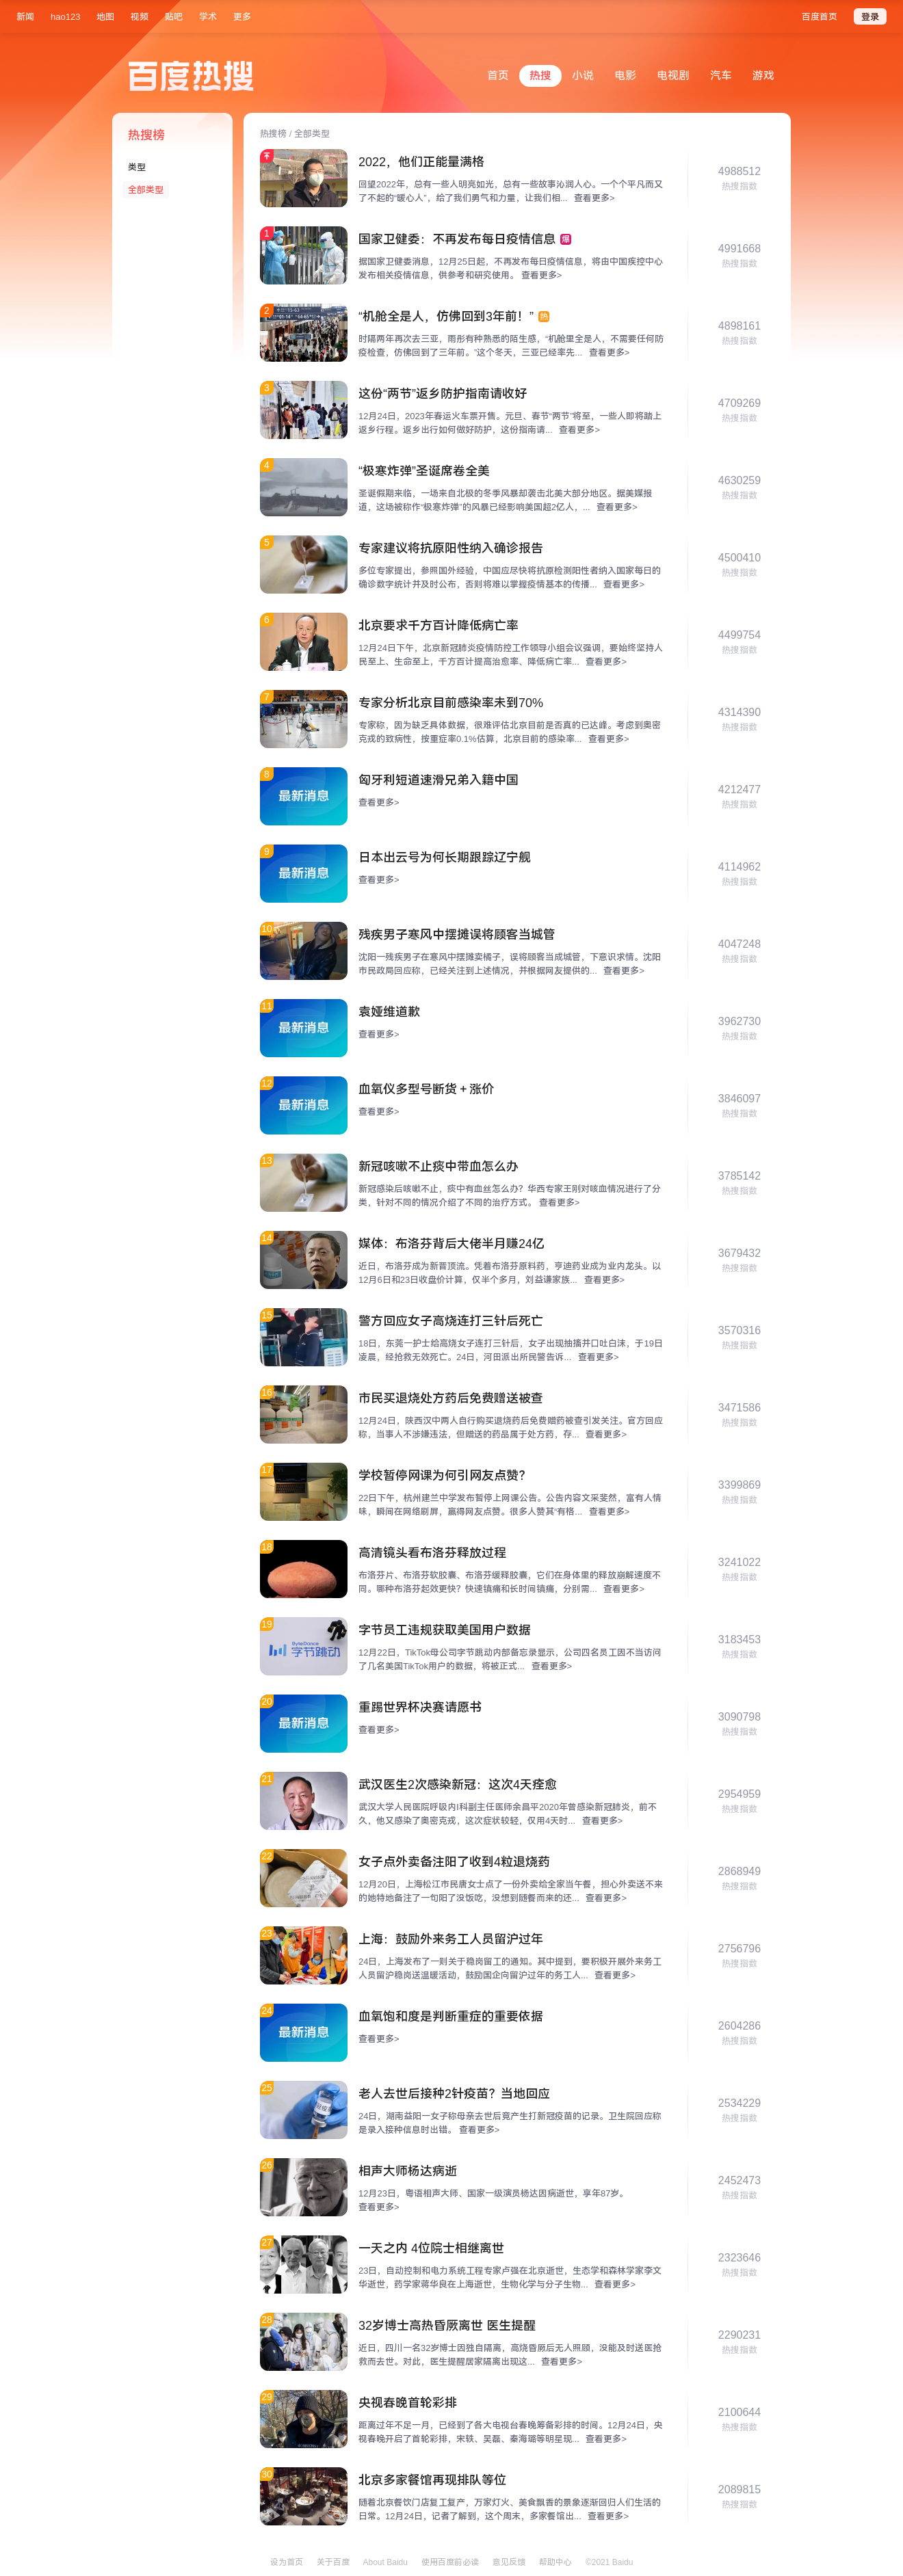 新闻 hao123 地图 视频 贴吧 学术 更多 百度首页 登录
百度热搜
首页 热搜 小说 电影 电视剧 汽车 游戏
热搜榜
类型
全部类型
热搜榜 / 全部类型
2022，他们正能量满格
回望2022年，总有一些人明亮如光，总有一些故事沁润人心。一个个平凡而又
了不起的“暖心人”，给了我们勇气和力量，让我们相... 查看更多>
4988512
热搜指数
1
国家卫健委：不再发布每日疫情信息 爆
据国家卫健委消息，12月25日起，不再发布每日疫情信息，将由中国疾控中心
发布相关疫情信息，供参考和研究使用。 查看更多>
4991668
热搜指数
2
“机舱全是人，仿佛回到3年前！” 热
时隔两年再次去三亚，雨彤有种熟悉的陌生感，“机舱里全是人，不需要任何防
疫检查，仿佛回到了三年前。”这个冬天，三亚已经率先... 查看更多>
4898161
热搜指数
3
这份“两节”返乡防护指南请收好
12月24日，2023年春运火车票开售。元旦、春节“两节”将至，一些人即将踏上
返乡行程。返乡出行如何做好防护，这份指南请... 查看更多>
4709269
热搜指数
4
“极寒炸弹”圣诞席卷全美
圣诞假期来临，一场来自北极的冬季风暴却袭击北美大部分地区。据美媒报
道，这场被称作“极寒炸弹”的风暴已经影响美国超2亿人，... 查看更多>
4630259
热搜指数
5
专家建议将抗原阳性纳入确诊报告
多位专家提出，参照国外经验，中国应尽快将抗原检测阳性者纳入国家每日的
确诊数字统计并及时公布，否则将难以掌握疫情基本的传播... 查看更多>
4500410
热搜指数
6
北京要求千方百计降低病亡率
12月24日下午，北京新冠肺炎疫情防控工作领导小组会议强调，要始终坚持人
民至上、生命至上，千方百计提高治愈率、降低病亡率... 查看更多>
4499754
热搜指数
7
专家分析北京目前感染率未到70%
专家称，因为缺乏具体数据，很难评估北京目前是否真的已达峰。考虑到奥密
克戎的致病性，按重症率0.1%估算，北京目前的感染率... 查看更多>
4314390
热搜指数
8
最新消息
匈牙利短道速滑兄弟入籍中国
查看更多>
4212477
热搜指数
9
最新消息
日本出云号为何长期跟踪辽宁舰
查看更多>
4114962
热搜指数
10
残疾男子寒风中摆摊误将顾客当城管
沈阳一残疾男子在寒风中摆摊卖橘子，误将顾客当成城管，下意识求情。沈阳
市民政局回应称，已经关注到上述情况，并根据网友提供的... 查看更多>
4047248
热搜指数
11
最新消息
袁娅维道歉
查看更多>
3962730
热搜指数
12
最新消息
血氧仪多型号断货＋涨价
查看更多>
3846097
热搜指数
13
新冠咳嗽不止痰中带血怎么办
新冠感染后咳嗽不止，痰中有血丝怎么办？华西专家王刚对咳血情况进行了分
类，针对不同的情况介绍了不同的治疗方式。 查看更多>
3785142
热搜指数
14
媒体：布洛芬背后大佬半月赚24亿
近日，布洛芬成为新晋顶流。凭着布洛芬原料药，亨迪药业成为业内龙头。以
12月6日和23日收盘价计算，仅半个多月，刘益谦家族... 查看更多>
3679432
热搜指数
15
警方回应女子高烧连打三针后死亡
18日，东莞一护士给高烧女子连打三针后，女子出现抽搐并口吐白沫，于19日
凌晨，经抢救无效死亡。24日，河田派出所民警告诉... 查看更多>
3570316
热搜指数
16
市民买退烧处方药后免费赠送被查
12月24日，陕西汉中两人自行购买退烧药后免费赠药被查引发关注。官方回应
称，当事人不涉嫌违法，但赠送的药品属于处方药，存... 查看更多>
3471586
热搜指数
17
学校暂停网课为何引网友点赞？
22日下午，杭州建兰中学发布暂停上网课公告。公告内容文采斐然，富有人情
味，瞬间在网络刷屏，赢得网友点赞。很多人赞其“有格... 查看更多>
3399869
热搜指数
18
高清镜头看布洛芬释放过程
布洛芬片、布洛芬软胶囊、布洛芬缓释胶囊，它们在身体里的释放崩解速度不
同。哪种布洛芬起效更快？快速镇痛和长时间镇痛，分别需... 查看更多>
3241022
热搜指数
19
ByteDance
字节跳动
字节员工违规获取美国用户数据
12月22日，TikTok母公司字节跳动内部备忘录显示，公司四名员工因不当访问
了几名美国TikTok用户的数据，将被正式... 查看更多>
3183453
热搜指数
20
最新消息
重踢世界杯决赛请愿书
查看更多>
3090798
热搜指数
21
武汉医生2次感染新冠：这次4天痊愈
武汉大学人民医院呼吸内I科副主任医师余昌平2020年曾感染新冠肺炎，前不
久，他又感染了奥密克戎，这次症状较轻，仅用4天时... 查看更多>
2954959
热搜指数
22
女子点外卖备注阳了收到4粒退烧药
12月20日，上海松江市民唐女士点了一份外卖给全家当午餐，担心外卖送不来
的她特地备注了一句阳了没饭吃，没想到随餐而来的还... 查看更多>
2868949
热搜指数
23
上海：鼓励外来务工人员留沪过年
24日，上海发布了一则关于稳岗留工的通知。其中提到，要积极开展外来务工
人员留沪稳岗送温暖活动，鼓励国企向留沪过年的务工人... 查看更多>
2756796
热搜指数
24
最新消息
血氧饱和度是判断重症的重要依据
查看更多>
2604286
热搜指数
25
老人去世后接种2针疫苗？当地回应
24日，湖南益阳一女子称母亲去世后竟产生打新冠疫苗的记录。卫生院回应称
是录入接种信息时出错。 查看更多>
2534229
热搜指数
26
相声大师杨达病逝
12月23日，粤语相声大师、国家一级演员杨达因病逝世，享年87岁。
查看更多>
2452473
热搜指数
27
一天之内 4位院士相继离世
23日，自动控制和电力系统工程专家卢强在北京逝世，生态学和森林学家李文
华逝世，药学家蒋华良在上海逝世，生物化学与分子生物... 查看更多>
2323646
热搜指数
28
32岁博士高热昏厥离世 医生提醒
近日，四川一名32岁博士因独自隔离，高烧昏厥后无人照顾，没能及时送医抢
救而去世。对此，医生提醒居家隔离出现这... 查看更多>
2290231
热搜指数
29
央视春晚首轮彩排
距离过年不足一月，已经到了各大电视台春晚筹备彩排的时间。12月24日，央
视春晚开启了首轮彩排，宋轶、吴磊、秦海璐等明星现... 查看更多>
2100644
热搜指数
30
北京多家餐馆再现排队等位
随着北京餐饮门店复工复产，万家灯火、美食飘香的景象逐渐回归人们生活的
日常。12月24日，记者了解到，这个周末，多家餐馆出... 查看更多>
2089815
热搜指数
设为首页 关于百度 About Baidu 使用百度前必读 意见反馈 帮助中心 ©2021 Baidu